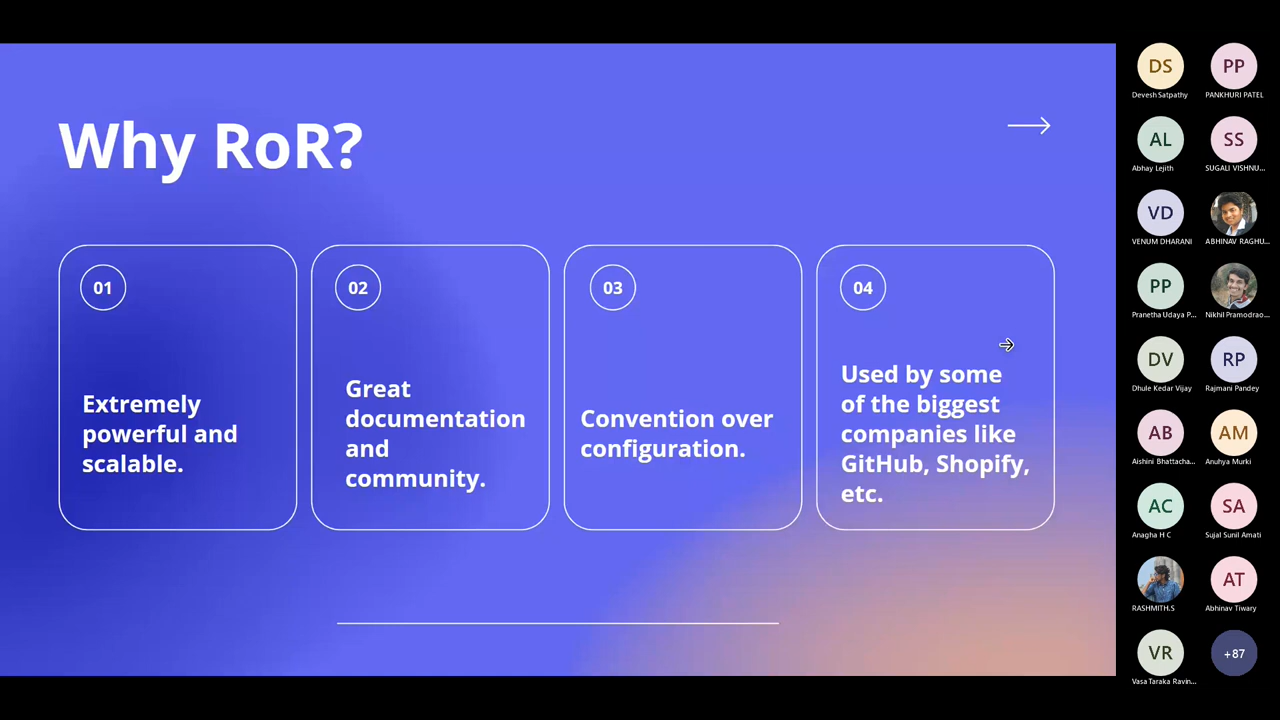 Why RoR?
01
Extremely
powerful and
scalable.
02
Great
documentation
and
community.
03
Convention over
configuration.
04
Used by some
of the biggest
companies like
GitHub, Shopify,
etc.
DS
Devesh Satpathy
PP
PANKHURI PATEL
AL
Abhay Lejith
SS
SUGALI VISHNU...
VD
VENUM DHARANI
ABHINAV RAGHU...
PP
Pranetha Udaya P...
Nikhil Pramodrao...
DV
Dhule Kedar Vijay
RP
Rajmani Pandey
AB
Aishini Bhattacha...
AM
Anuhya Murki
AC
Anagha H C
SA
Sujal Sunil Amati
RASHMITH.S
AT
Abhinav Tiwary
VR
Vasa Taraka Ravin...
+87